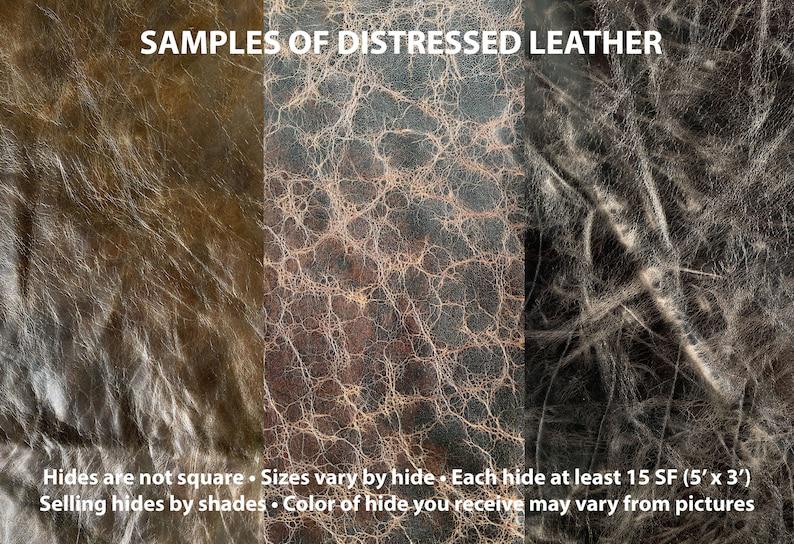 SAMPLES OF DISTRESSED LEATHER
Hides are not square • Sizes vary by hide • Each hide at least 15 SF (5’ x 3’)
Selling hides by shades • Color of hide you receive may vary from pictures